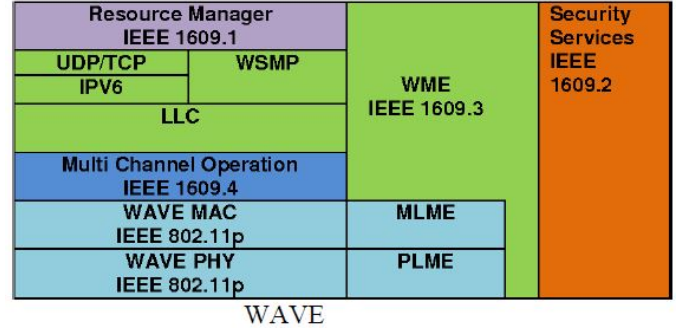 Resource Manager
IEEE 1609.1
UDP/TCP
IPV6
WSMP
LLC
Multi Channel Operation
IEEE 1609.4
WAVE MAC
IEEE 802.11p
WAVE PHY
IEEE 802.11p
WME
IEEE 1609.3
MLME
PLME
Security
Services
IEEE
1609.2
WAVE